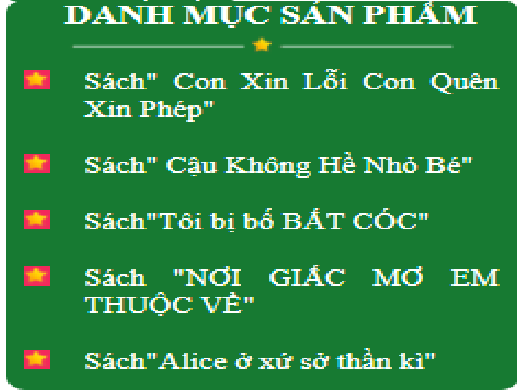 DANH MỤC SẢN PHẨM
Sách" Con Xin Lỗi Con Quên
Xin Phép"
Sách" Cậu Không Hề Nhỏ Bé"
Sách"Tôi bị bố BẮT CÓC"
Sách "NƠI GIẤC MƠ EM
THUỘC VỀ"
Sách"Alice ở xứ sở thần kì"